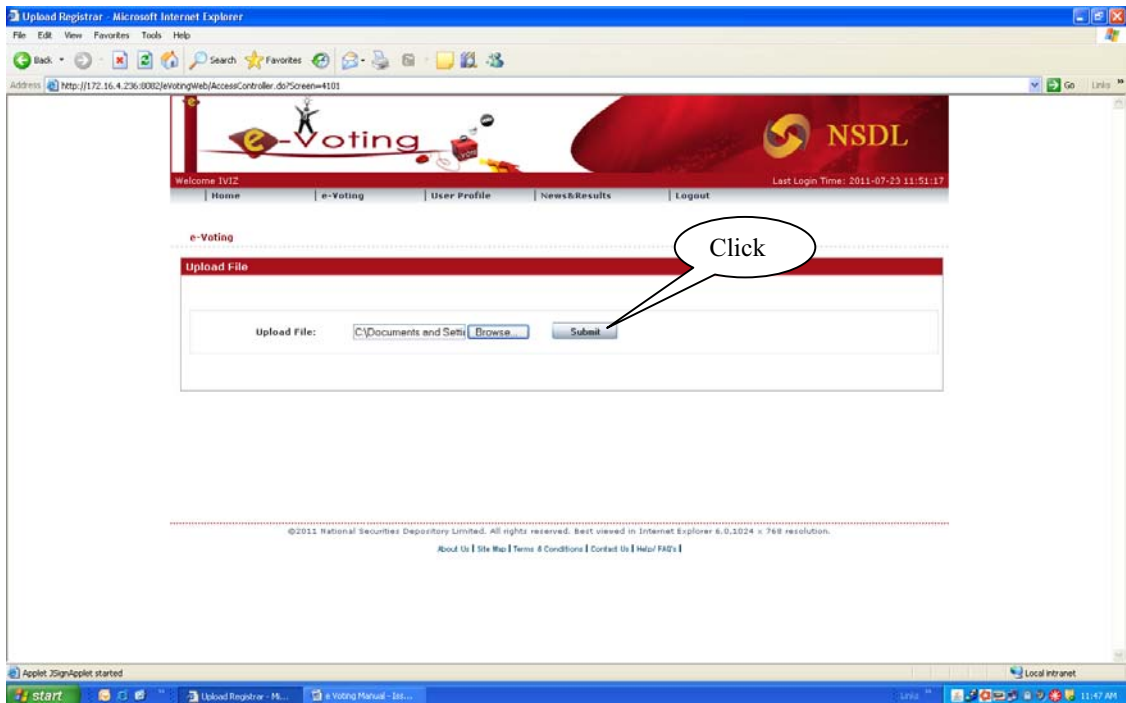 Upload Registrar - Microsoft Internet Explorer
File Edit View Favorites Tools Help
Back Search Favorites
Address http://172.16.4.236:8082/eVotingWeb/AccessController.do?Screen=4101 Go Links
e-Voting
VOTE
NSDL
Welcome IVIZ Last Login Time: 2011-07-23 11:51:17
Home e-Voting User Profile News&Results Logout
e-Voting
Click
Upload File
Upload File: C:\Documents and Setti Browse... Submit
©2011 National Securities Depository Limited. All rights reserved. Best viewed in Internet Explorer 6.0,1024 x 768 resolution.
About Us | Site Map | Terms & Conditions | Contact Us | Help/ FAQ's |
Applet JSignApplet started Local intranet
start Upload Registrar - Mi... e Voting Manual - Iss... Links 11:47 AM